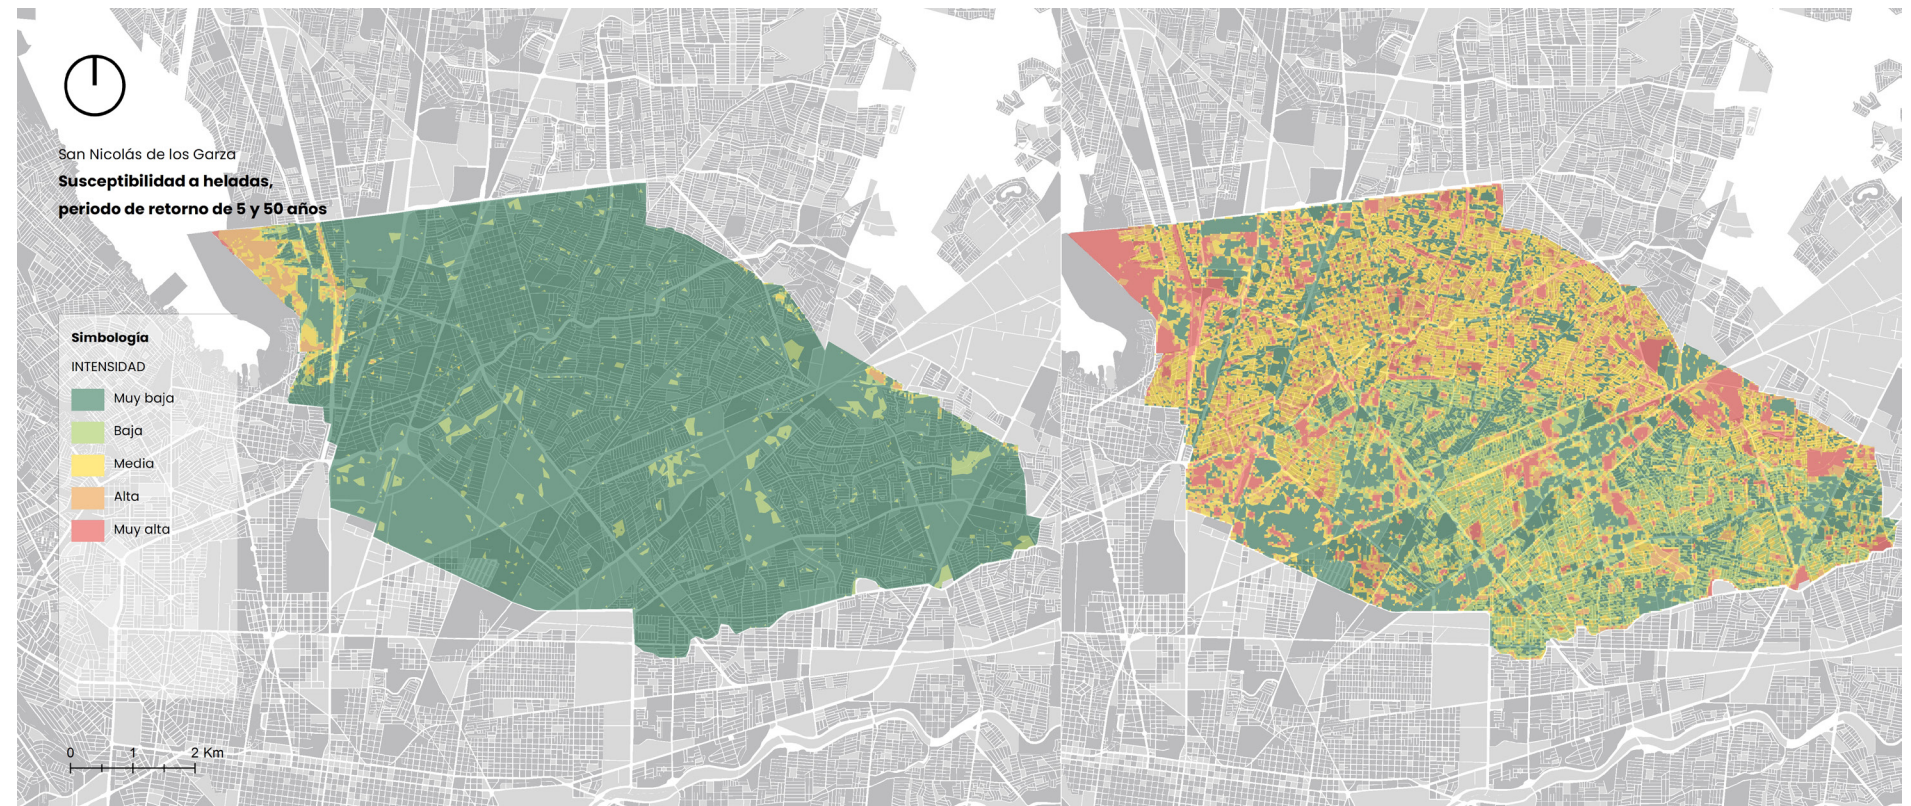 San Nicolás de los Garza
Susceptibilidad a heladas,
periodo de retorno de 5 y 50 años
Simbología
INTENSIDAD
Muy baja
Baja
Media
Alta
Muy alta
0 1 2 Km